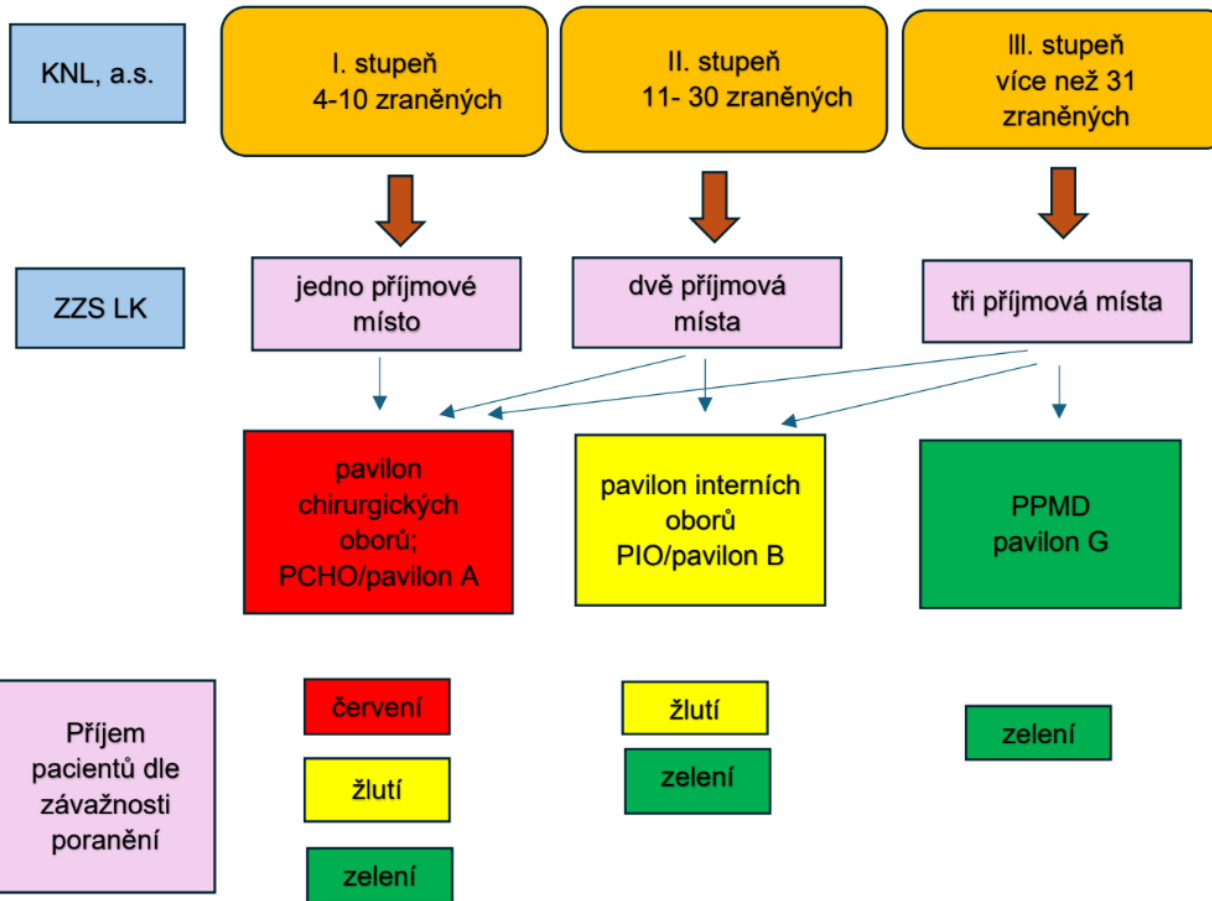 KNL, a.s.
I. stupeň
4-10 zraněných
II. stupeň
11- 30 zraněných
III. stupeň
více než 31
zraněných
ZZS LK
jedno příjmové
místo
dvě příjmová
místa
tři příjmová místa
pavilon
chirurgických
oborů;
PCHO/pavilon A
pavilon interních
oborů
PIO/pavilon B
PPMD
pavilon G
Příjem
pacientů dle
závažnosti
poranění
červení
žlutí
zelení
žlutí
zelení
zelení